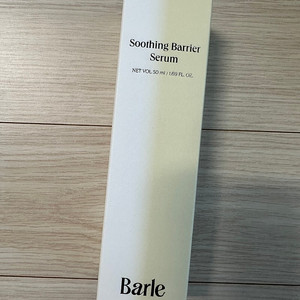 Soothing Barrier
Serum
NET VOL 50 ml / 1.69 FL. OZ.
Barle